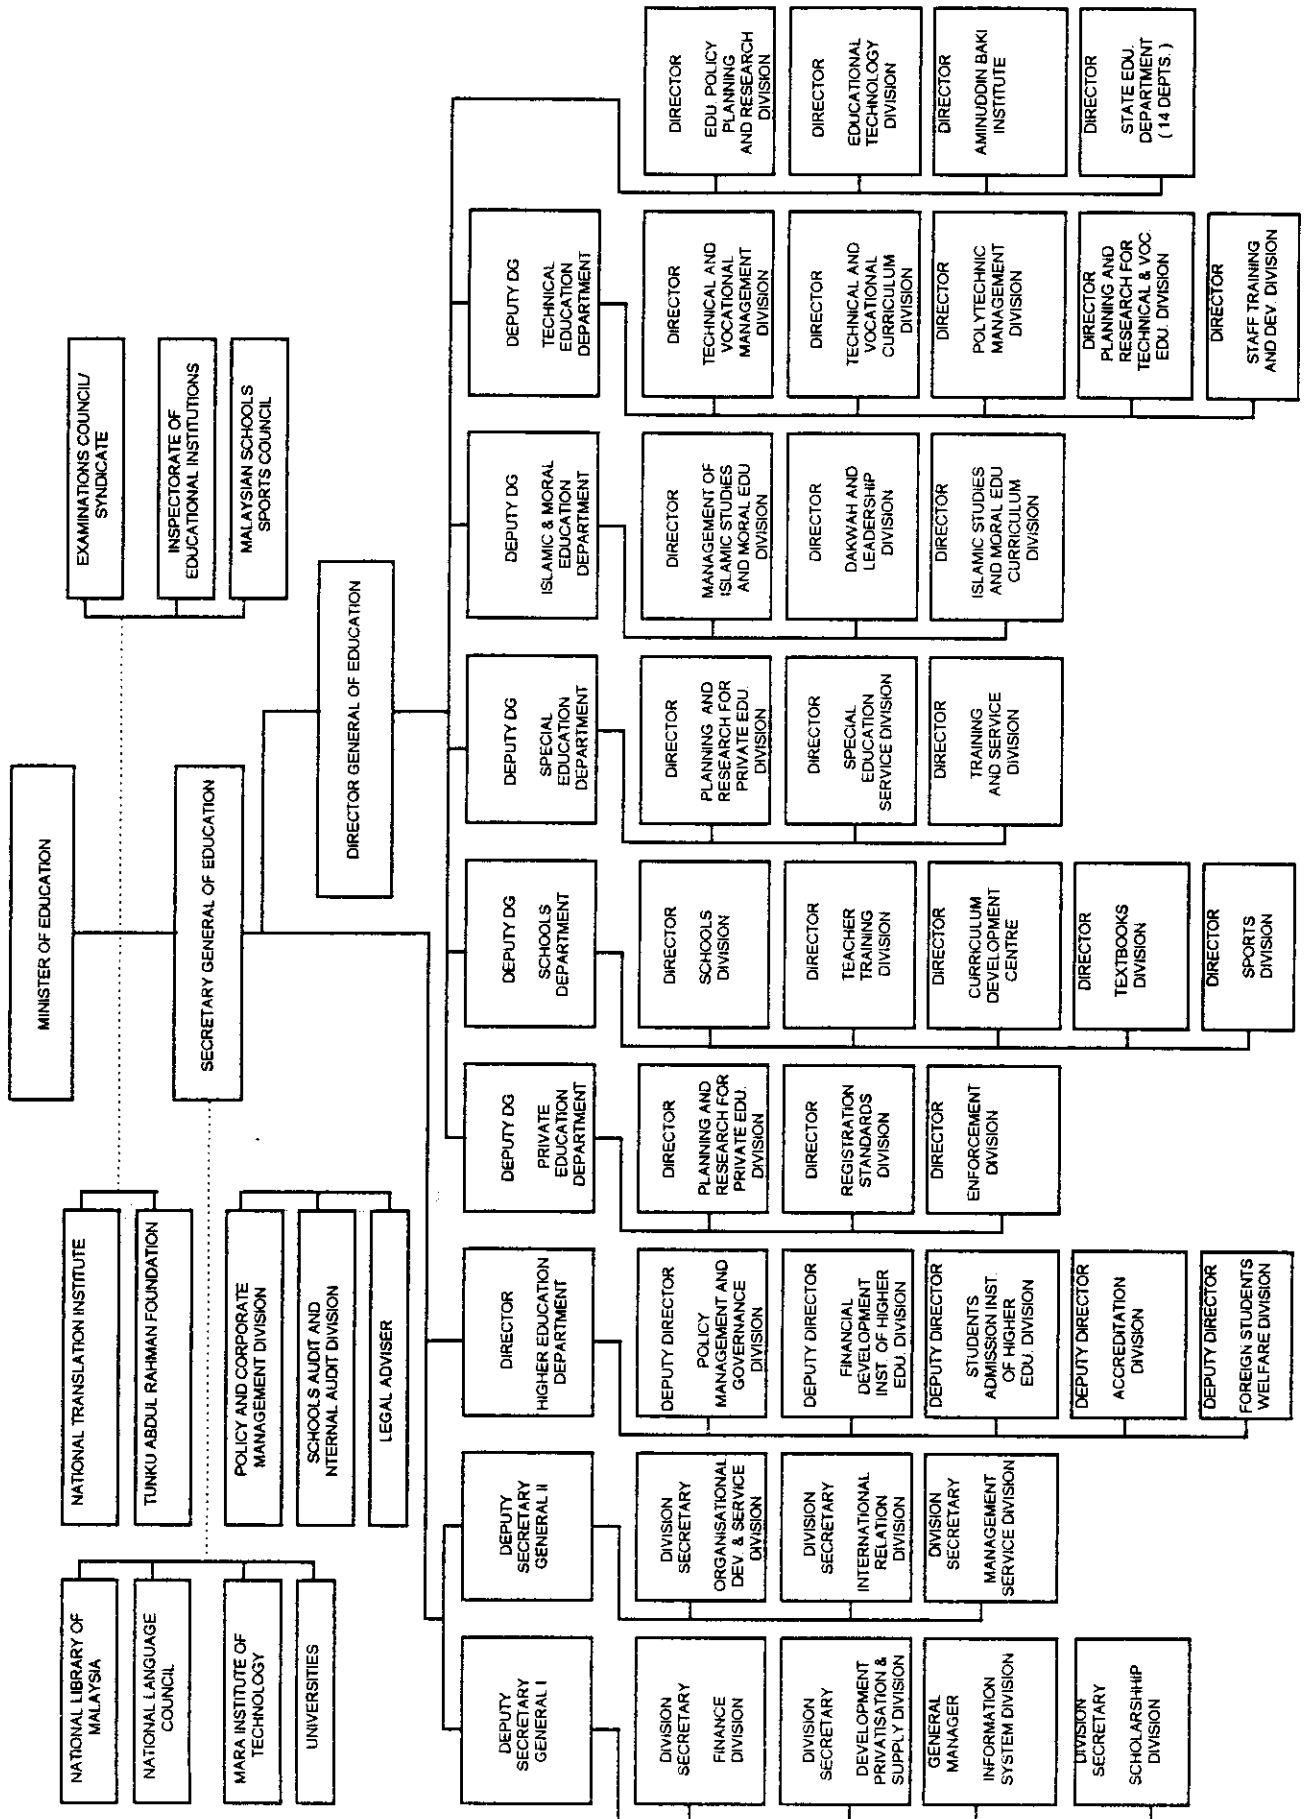 MINISTER OF EDUCATION
NATIONAL LIBRARY OF
MALAYSIA
NATIONAL LANGUAGE
COUNCIL
MARA INSTITUTE OF
TECHNOLOGY
UNIVERSITIES
NATIONAL TRANSLATION INSTITUTE
TUNKU ABDUL RAHMAN FOUNDATION
POLICY AND CORPORATE
MANAGEMENT DIVISION
SCHOOLS AUDIT AND
NTERNAL AUDIT DIVISION
LEGAL ADVISER
EXAMINATIONS COUNCIL/
SYNDICATE
INSPECTORATE OF
EDUCATIONAL INSTITUTIONS
MALAYSIAN SCHOOLS
SPORTS COUNCIL
SECRETARY GENERAL OF EDUCATION
DIRECTOR GENERAL OF EDUCATION
DEPUTY
SECRETARY
GENERAL I
DIVISION
SECRETARY
FINANCE
DIVISION
DIVISION
SECRETARY
DEVELOPMENT
PRIVATISATION &
SUPPLY DIVISION
GENERAL
MANAGER
INFORMATION
SYSTEM DIVISION
DIVISION
SECRETARY
SCHOLARSHHIP
DIVISION
DEPUTY
SECRETARY
GENERAL II
DIVISION
SECRETARY
ORGANISATIONAL
DEV. & SERVICE
DIVISION
DIVISION
SECRETARY
INTERNATIONAL
RELATION
DIVISION
DIVISION
SECRETARY
MANAGEMENT
SERVICE DIVISION
DIRECTOR
HIGHER EDUCATION
DEPARTMENT
DEPUTY DIRECTOR
POLICY
MANAGEMENT AND
GOVERNANCE
DIVISION
DEPUTY DIRECTOR
FINANCIAL
DEVELOPMENT
INST. OF HIGHER
EDU. DIVISION
DEPUTY DIRECTOR
STUDENTS
ADMISSION INST.
OF HIGHER
EDU. DIVISION
DEPUTY DIRECTOR
ACCREDITATION
DIVISION
DEPUTY DIRECTOR
FOREIGN STUDENTS
WELFARE DIVISION
DEPUTY DG
PRIVATE
EDUCATION
DEPARTMENT
DIRECTOR
PLANNING AND
RESEARCH FOR
PRIVATE EDU.
DIVISION
DIRECTOR
REGISTRATION
STANDARDS
DIVISION
DIRECTOR
ENFORCEMENT
DIVISION
DEPUTY DG
SCHOOLS
DEPARTMENT
DIRECTOR
SCHOOLS
DIVISION
DIRECTOR
TEACHER
TRAINING
DIVISION
DIRECTOR
CURRICULUM
DEVELOPMENT
CENTRE
DIRECTOR
TEXTBOOKS
DIVISION
DIRECTOR
SPORTS
DIVISION
DEPUTY DG
SPECIAL
EDUCATION
DEPARTMENT
DIRECTOR
PLANNING AND
RESEARCH FOR
PRIVATE EDU.
DIVISION
DIRECTOR
SPECIAL
EDUCATION
SERVICE DIVISION
DIRECTOR
TRAINING
AND SERVICE
DIVISION
DEPUTY DG
ISLAMIC & MORAL
EDUCATION
DEPARTMENT
DIRECTOR
MANAGEMENT OF
ISLAMIC STUDIES
AND MORAL EDU
DIVISION
DIRECTOR
DAKWAH AND
LEADERSHIP
DIVISION
DIRECTOR
ISLAMIC STUDIES
AND MORAL EDU
CURRICULUM
DIVISION
DEPUTY DG
TECHNICAL
EDUCATION
DEPARTMENT
DIRECTOR
TECHNICAL AND
VOCATIONAL
MANAGEMENT
DIVISION
DIRECTOR
TECHNICAL AND
VOCATIONAL
CURRICULUM
DIVISION
DIRECTOR
POLYTECHNIC
MANAGEMENT
DIVISION
DIRECTOR
PLANNING AND
RESEARCH FOR
TECHNICAL & VOC.
EDU. DIVISION
DIRECTOR
STAFF TRAINING
AND DEV. DIVISION
DIRECTOR
EDU. POLICY
PLANNING
AND RESEARCH
DIVISION
DIRECTOR
EDUCATIONAL
TECHNOLOGY
DIVISION
DIRECTOR
AMINUDDIN BAKI
INSTITUTE
DIRECTOR
STATE EDU.
DEPARTMENT
( 14 DEPTS. )